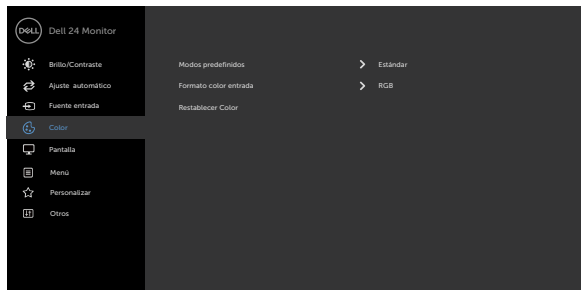 DELL Dell 24 Monitor
Brillo/Contraste
Ajuste automático
Fuente entrada
Color
Pantalla
Menú
Personalizar
Otros
Modos predefinidos > Estándar
Formato color entrada > RGB
Restablecer Color